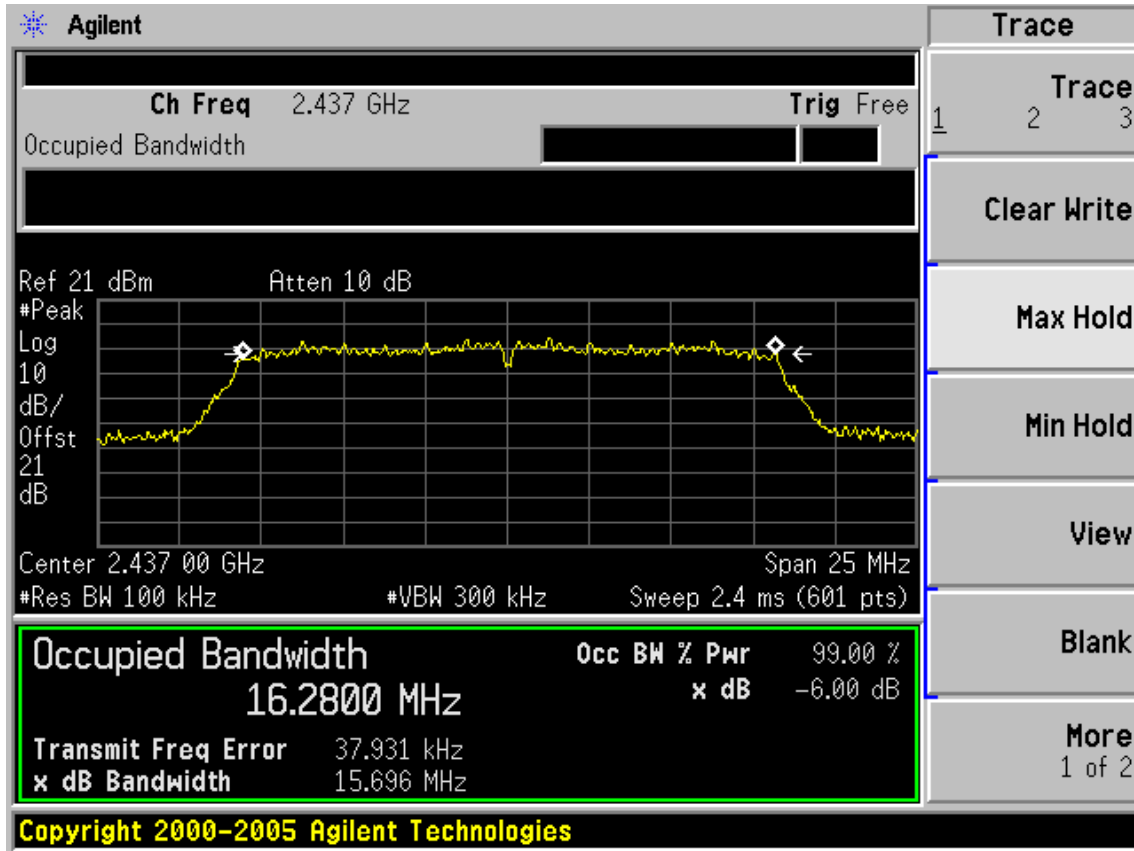 Agilent
Trace
Ch Freq 2.437 GHz Trig Free
Occupied Bandwidth
Ref 21 dBm Atten 10 dB
#Peak
Log
10
dB/
Offst
21
dB
Center 2.437 00 GHz Span 25 MHz
#Res BW 100 kHz #VBW 300 kHz Sweep 2.4 ms (601 pts)
Occupied Bandwidth Occ BW % Pwr 99.00 %
16.2800 MHz x dB -6.00 dB
Transmit Freq Error 37.931 kHz
x dB Bandwidth 15.696 MHz
Copyright 2000-2005 Agilent Technologies
Trace
1 2 3
Clear Write
Max Hold
Min Hold
View
Blank
More
1 of 2